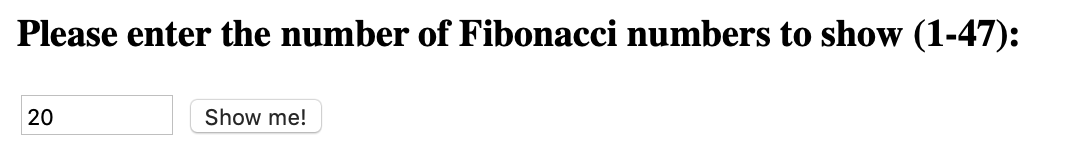 Please enter the number of Fibonacci numbers to show (1-47):
20 Show me!